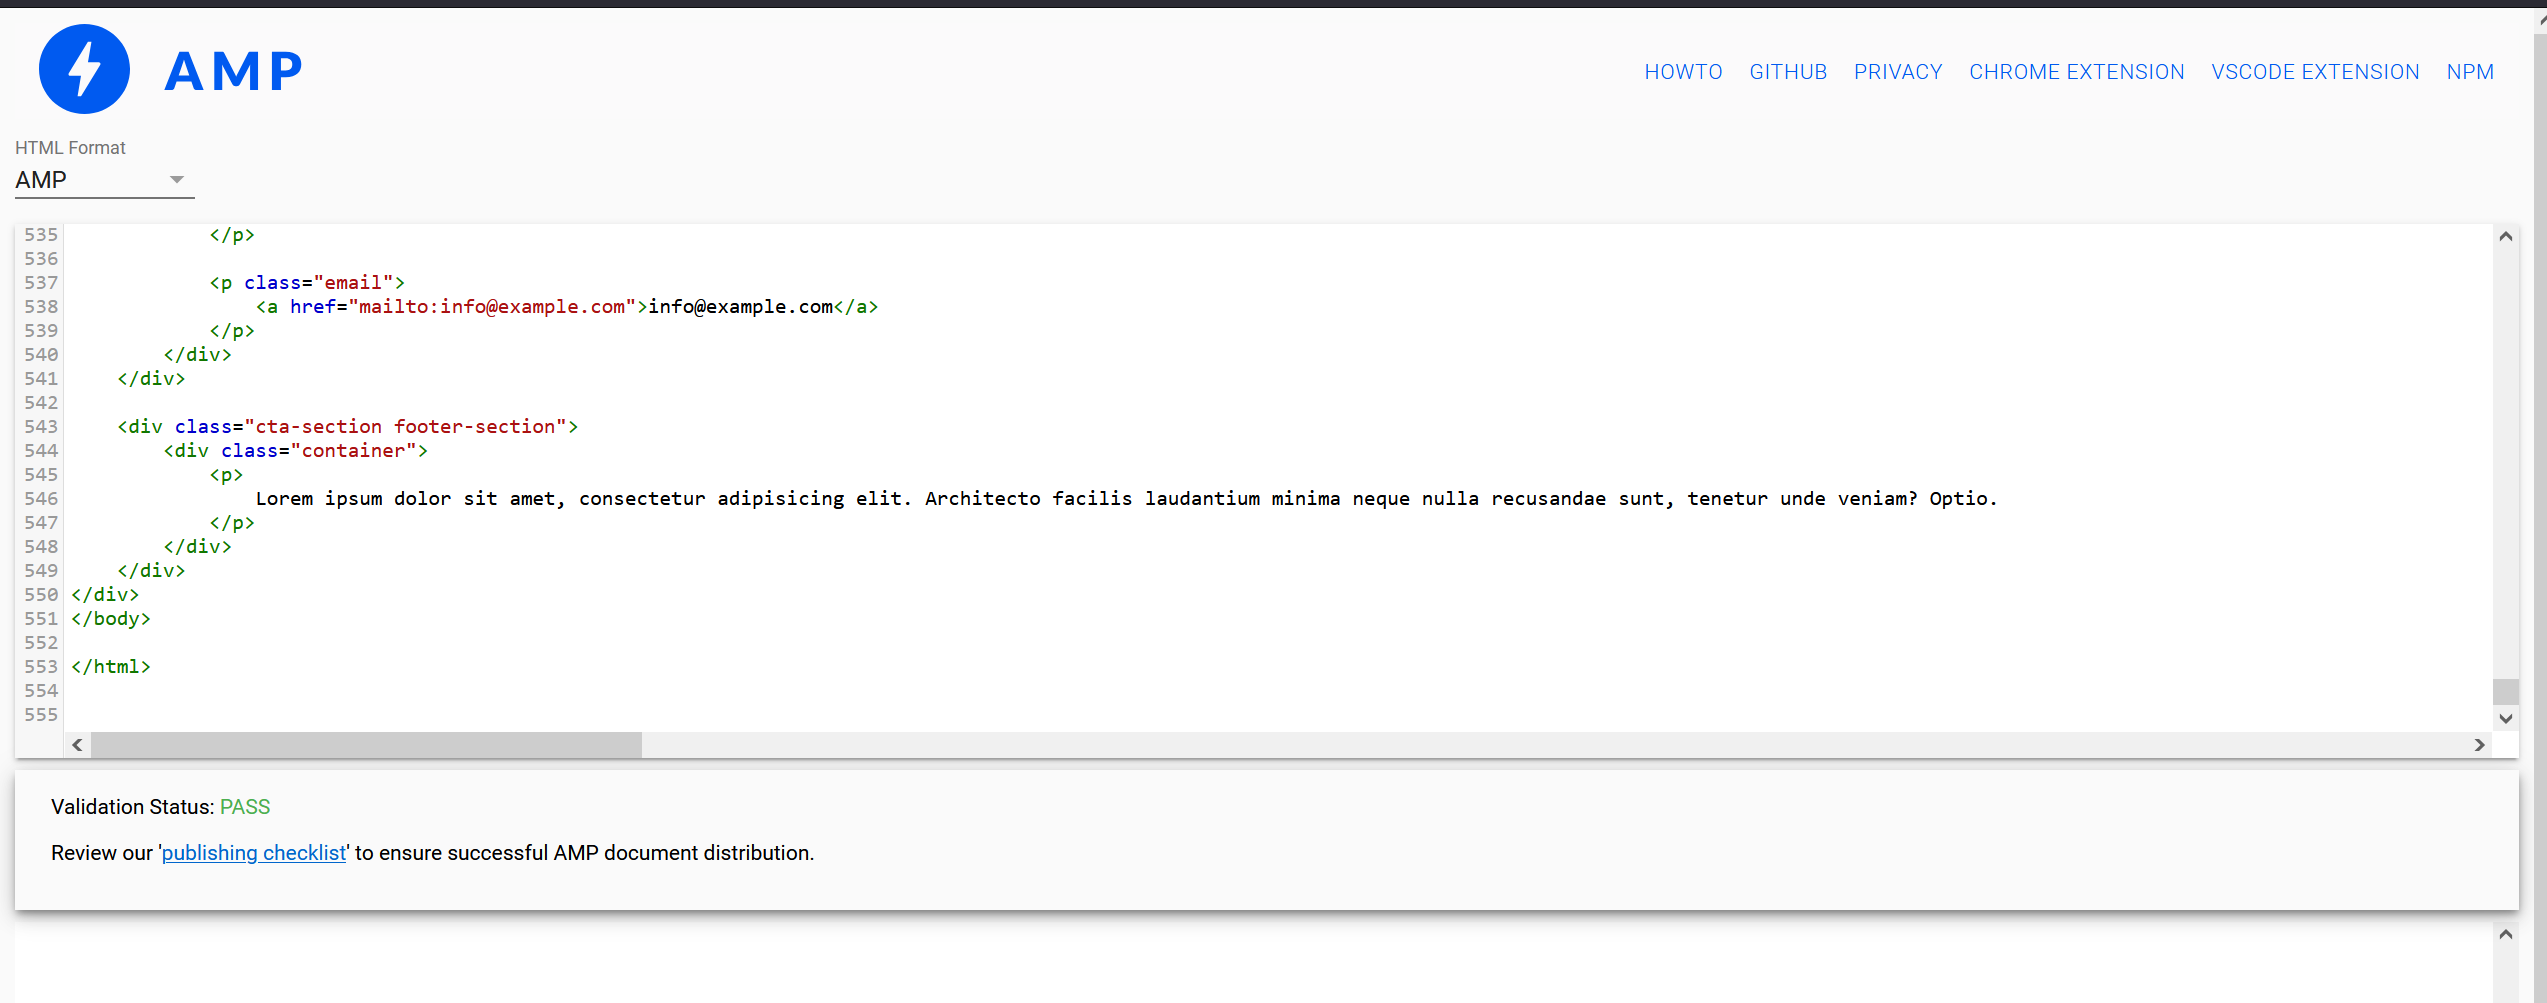 AMP
HOWTO GITHUB PRIVACY CHROME EXTENSION VSCODE EXTENSION NPM
HTML Format
AMP
535 </p>
536
537 <p class="email">
538 <a href="mailto:info@example.com">info@example.com</a>
539 </p>
540 </div>
541 </div>
542
543 <div class="cta-section footer-section">
544 <div class="container">
545 <p>
546 Lorem ipsum dolor sit amet, consectetur adipisicing elit. Architecto facilis laudantium minima neque nulla recusandae sunt, tenetur unde veniam? Optio.
547 </p>
548 </div>
549 </div>
550 </div>
551 </body>
552
553 </html>
554
555
Validation Status: PASS
Review our 'publishing checklist' to ensure successful AMP document distribution.